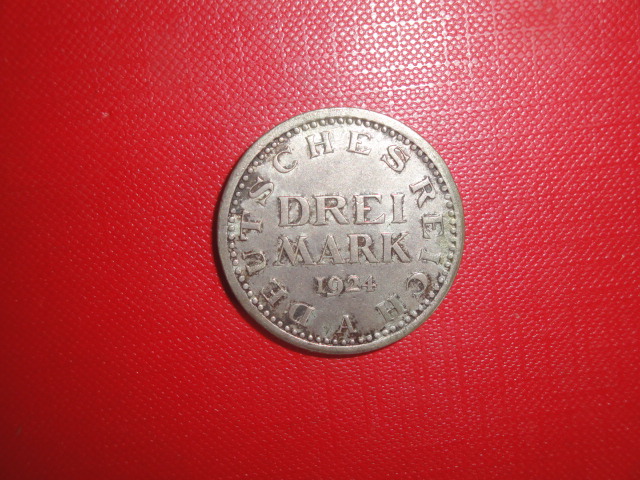 DEUTSCHES REICH
DREI
MARK
1924
A